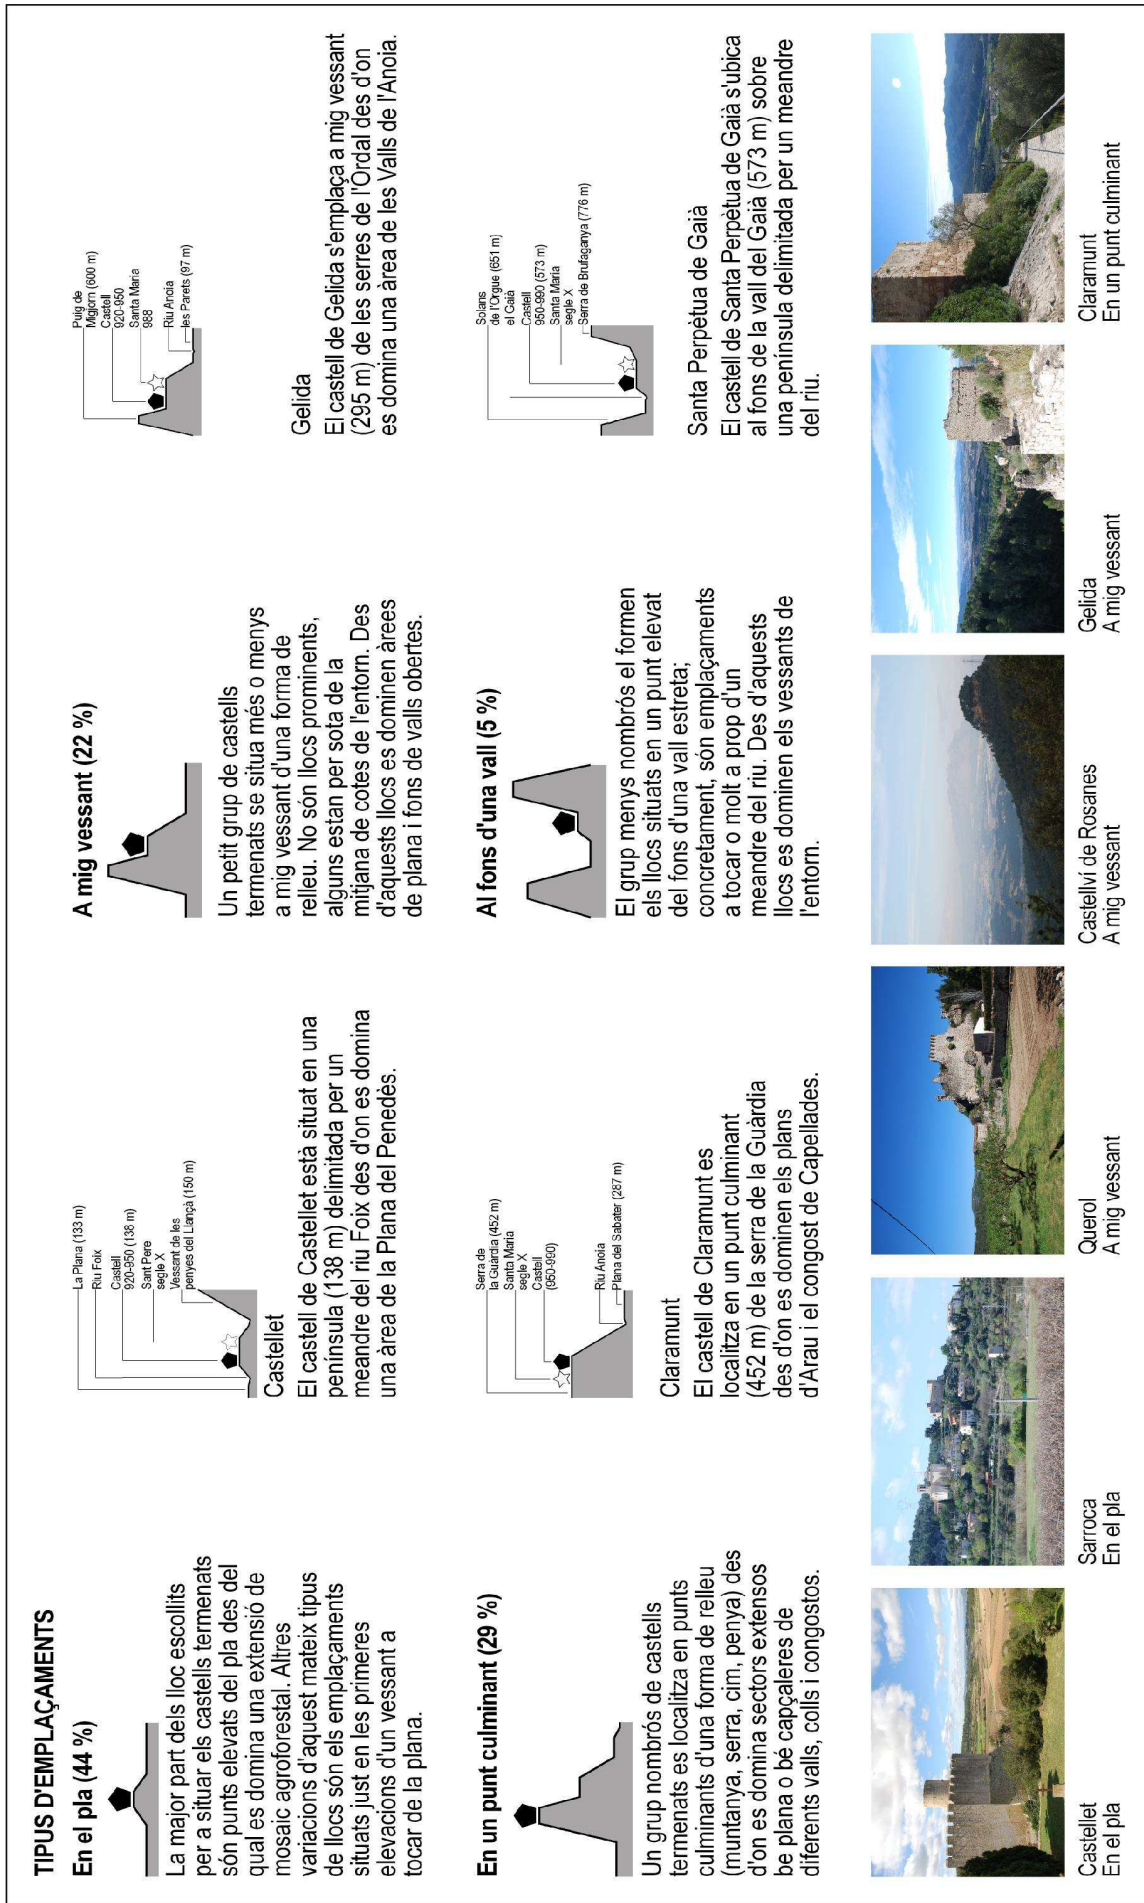 TIPUS D'EMPLAÇAMENTS
En el pla (44 %)
La major part dels lloc escollits
per a situar els castells termenats
són punts elevats del pla des del
qual es domina una extensió de
mosaic agroforestal. Altres
variacions d'aquest mateix tipus
de llocs són els emplaçaments
situats just en les primeres
elevacions d'un vessant a
tocar de la plana.
La Plana (133 m)
Riu Foix
Castell
920-950 (138 m)
Sant Pere
segle X
Vessant de les
penyes del Llançà (150 m)
Castellet
El castell de Castellet està situat en una
península (138 m) delimitada per un
meandre del riu Foix des d'on es domina
una àrea de la Plana del Penedès.
A mig vessant (22 %)
Un petit grup de castells
termenats se situa més o menys
a mig vessant d'una forma de
relleu. No són llocs prominents,
alguns estan per sota de la
mitjana de cotes de l'entorn. Des
d'aquests llocs es dominen àrees
de plana i fons de valls obertes.
Puig de
Migjorn (600 m)
Castell
920-950
Santa Maria
988
Riu Anoia
les Parets (97 m)
Gelida
El castell de Gelida s'emplaça a mig vessant
(295 m) de les serres de l'Ordal des d'on
es domina una àrea de les Valls de l'Anoia.
En un punt culminant (29 %)
Un grup nombrós de castells
termenats es localitza en punts
culminants d'una forma de relleu
(muntanya, serra, cim, penya) des
d'on es domina sectors extensos
be plana o bé capçaleres de
diferents valls, colls i congostos.
Serra de
la Guàrdia (452 m)
Santa Maria
segle X
Castell
(950-990)
Riu Anoia
Plana del Sabater (287 m)
Claramunt
El castell de Claramunt es
localitza en un punt culminant
(452 m) de la serra de la Guàrdia
des d'on es dominen els plans
d'Arau i el congost de Capellades.
Al fons d'una vall (5 %)
El grup menys nombrós el formen
els llocs situats en un punt elevat
del fons d'una vall estreta;
concretament, són emplaçaments
a tocar o molt a prop d'un
meandre del riu. Des d'aquests
llocs es dominen els vessants de
l'entorn.
Solans
de l'Orgue (651 m)
el Gaià
Castell
950-990 (573 m)
Santa Maria
segle X
Serra de Brufaganya (776 m)
Santa Perpètua de Gaià
El castell de Santa Perpètua de Gaià s'ubica
al fons de la vall del Gaià (573 m) sobre
una península delimitada per un meandre
del riu.
Castellet
En el pla
Sarroca
En el pla
Querol
A mig vessant
Castellví de Rosanes
A mig vessant
Gelida
A mig vessant
Claramunt
En un punt culminant